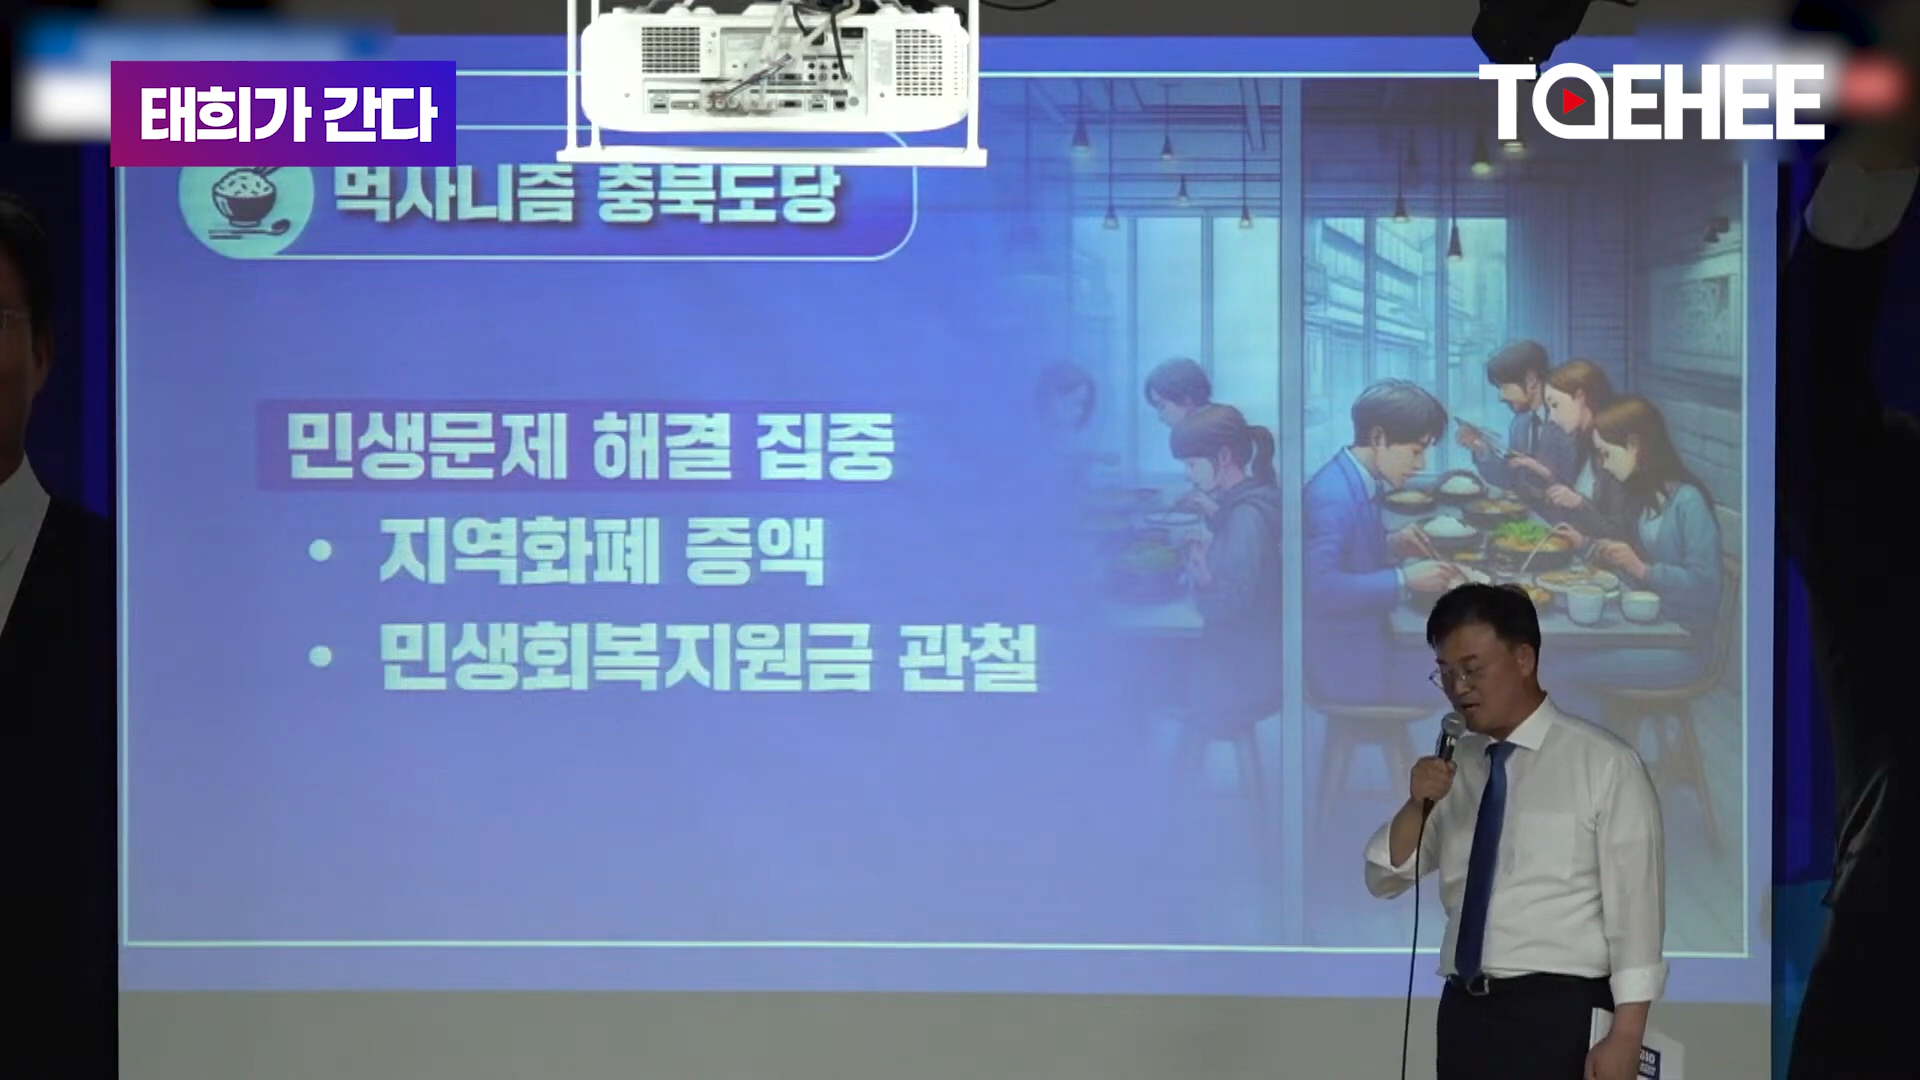 태희가 간다
TAEHEE
먹사니즘 충북도당
민생문제 해결 집중
• 지역화폐 증액
• 민생회복지원금 관철